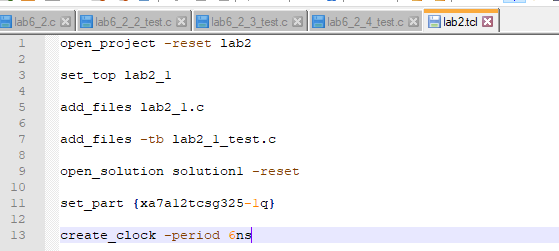 lab6_2.c lab6_2_2_test.c lab6_2_3_test.c lab6_2_4_test.c lab2.tcl
1 open_project -reset lab2
2
3 set_top lab2_1
4
5 add_files lab2_1.c
6
7 add_files -tb lab2_1_test.c
8
9 open_solution solution1 -reset
10
11 set_part {xa7a12tcsg325-1q}
12
13 create_clock -period 6ns